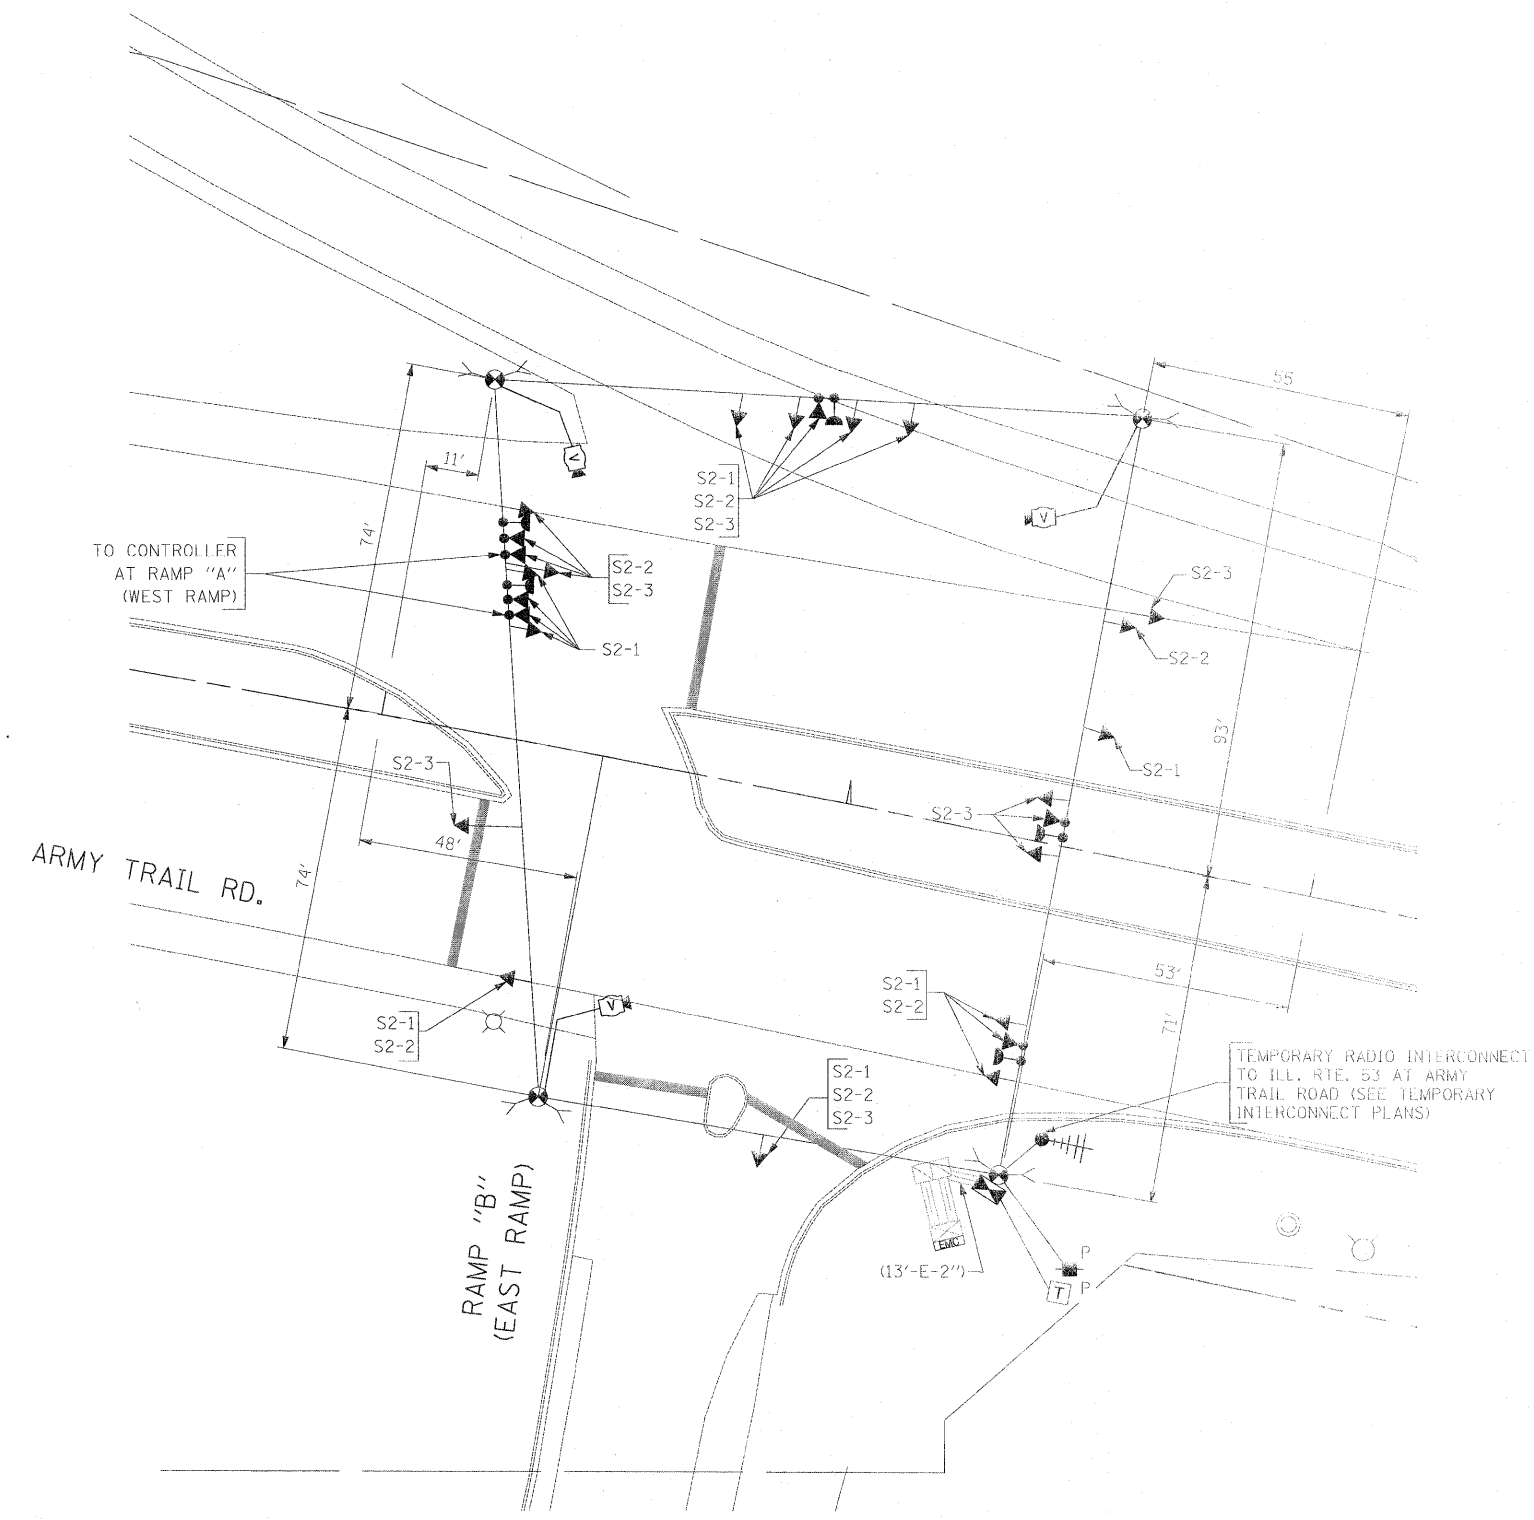 55
11'
74'
S2-1
S2-2
S2-3
V
V
TO CONTROLLER
AT RAMP "A"
(WEST RAMP)
S2-2
S2-3
S2-1
S2-3
S2-2
S2-1
93'
S2-3
S2-3
48'
74'
ARMY TRAIL RD.
53'
S2-1
S2-2
V
S2-1
S2-2
71'
S2-1
S2-2
S2-3
TEMPORARY RADIO INTERCONNECT
TO ILL. RTE. 53 AT ARMY
TRAIL ROAD (SEE TEMPORARY
INTERCONNECT PLANS)
RAMP "B"
(EAST RAMP)
EMC
(13'-E-2")
P
P
T